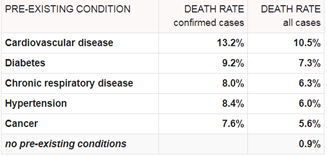 PRE-EXISTING CONDITION DEATH RATE DEATH RATE
confirmed cases all cases
Cardiovascular disease 13.2% 10.5%
Diabetes 9.2% 7.3%
Chronic respiratory disease 8.0% 6.3%
Hypertension 8.4% 6.0%
Cancer 7.6% 5.6%
no pre-existing conditions 0.9%